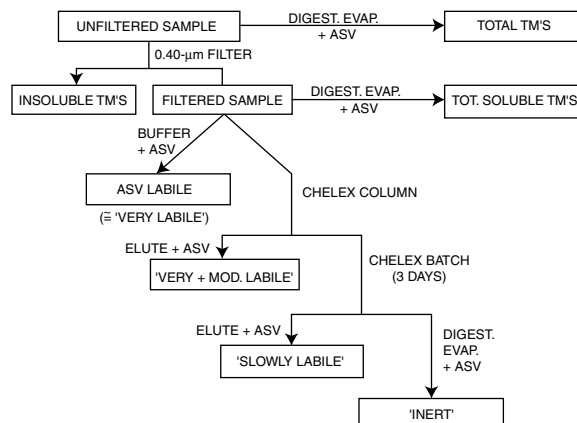 UNFILTERED SAMPLE
DIGEST. EVAP.
+ ASV
TOTAL TM'S
0.40-μm FILTER
INSOLUBLE TM'S
FILTERED SAMPLE
DIGEST. EVAP.
+ ASV
TOT. SOLUBLE TM'S
BUFFER
+ ASV
ASV LABILE
(≅ 'VERY LABILE')
CHELEX COLUMN
ELUTE + ASV
'VERY + MOD. LABILE'
CHELEX BATCH
(3 DAYS)
ELUTE + ASV
'SLOWLY LABILE'
DIGEST.
EVAP.
+ ASV
'INERT'